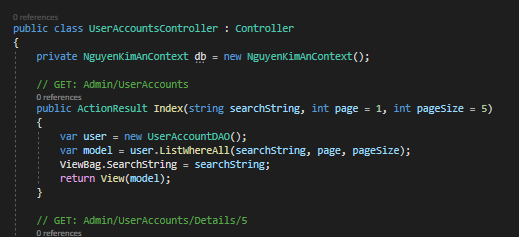 0 references
public class UserAccountsController : Controller
{
private NguyenKimAnContext db = new NguyenKimAnContext();
// GET: Admin/UserAccounts
0 references
public ActionResult Index(string searchString, int page = 1, int pageSize = 5)
{
var user = new UserAccountDAO();
var model = user.ListWhereAll(searchString, page, pageSize);
ViewBag.SearchString = searchString;
return View(model);
}
// GET: Admin/UserAccounts/Details/5
0 references